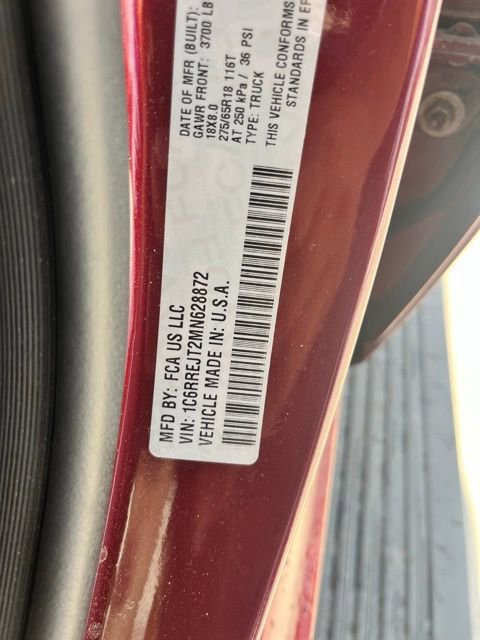 MFD BY: FCA US LLC
VIN: 1C6RREJT2MN628872
VEHICLE MADE IN: U.S.A.
DATE OF MFR (BUILT):
GAWR FRONT: 3700 LB
18X8.0
275/65R18 116T
AT 250 kPa / 36 PSI
TYPE: TRUCK
THIS VEHICLE CONFORMS
STANDARDS IN